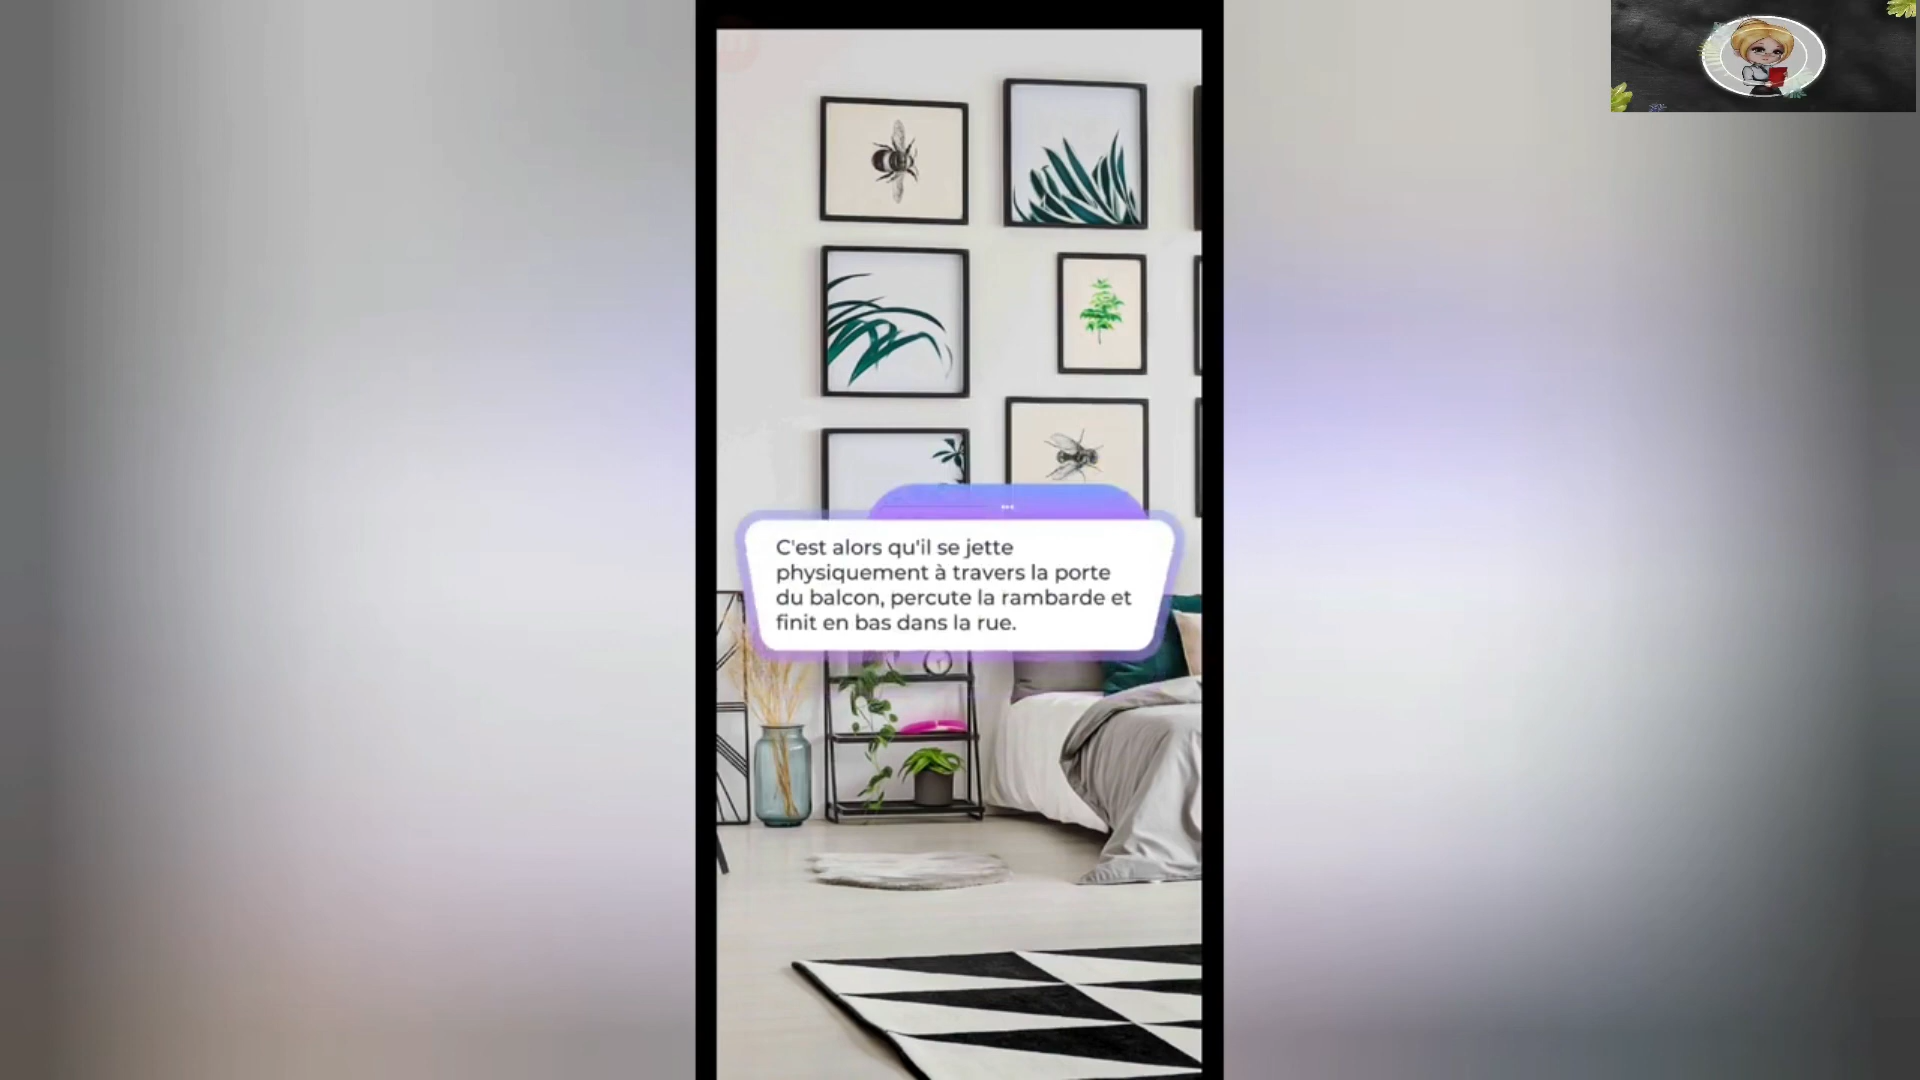 C'est alors qu'il se jette
physiquement à travers la porte
du balcon, percute la rambarde et
finit en bas dans la rue.